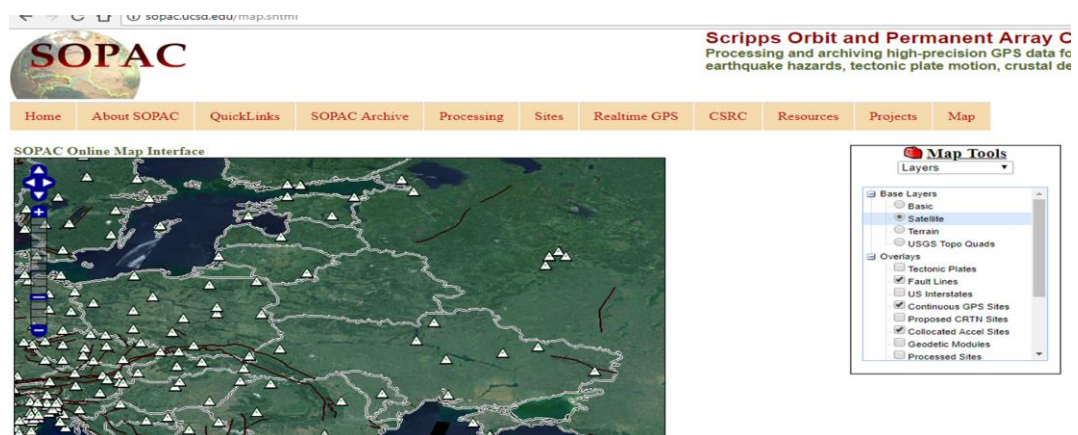 sopac.ucsd.edu/map.shtml
SOPAC
Scripps Orbit and Permanent Array C
Processing and archiving high-precision GPS data fo
earthquake hazards, tectonic plate motion, crustal de
Home About SOPAC QuickLinks SOPAC Archive Processing Sites Realtime GPS CSRC Resources Projects Map
SOPAC Online Map Interface
Map Tools
Layers
Base Layers
Basic
Satellite
Terrain
USGS Topo Quads
Overlays
Tectonic Plates
Fault Lines
US Interstates
Continuous GPS Sites
Proposed CRTN Sites
Collocated Accel Sites
Geodetic Modules
Processed Sites